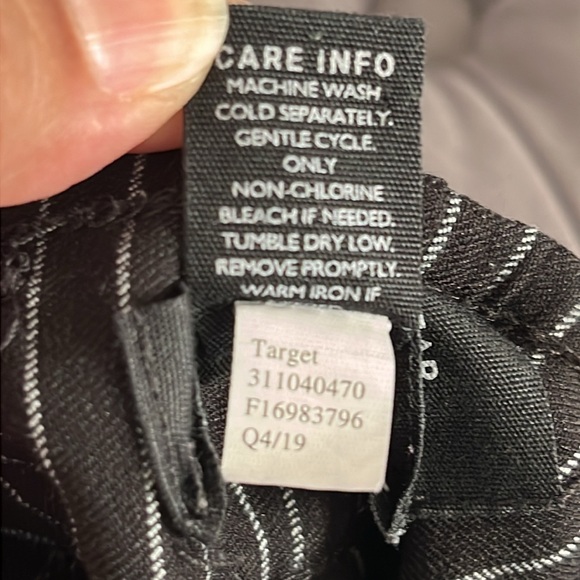 CARE INFO
MACHINE WASH
COLD SEPARATELY.
GENTLE CYCLE.
ONLY
NON-CHLORINE
BLEACH IF NEEDED.
TUMBLE DRY LOW.
REMOVE PROMPTLY.
WARM IRON IF
Target
311040470
F16983796
Q4/19